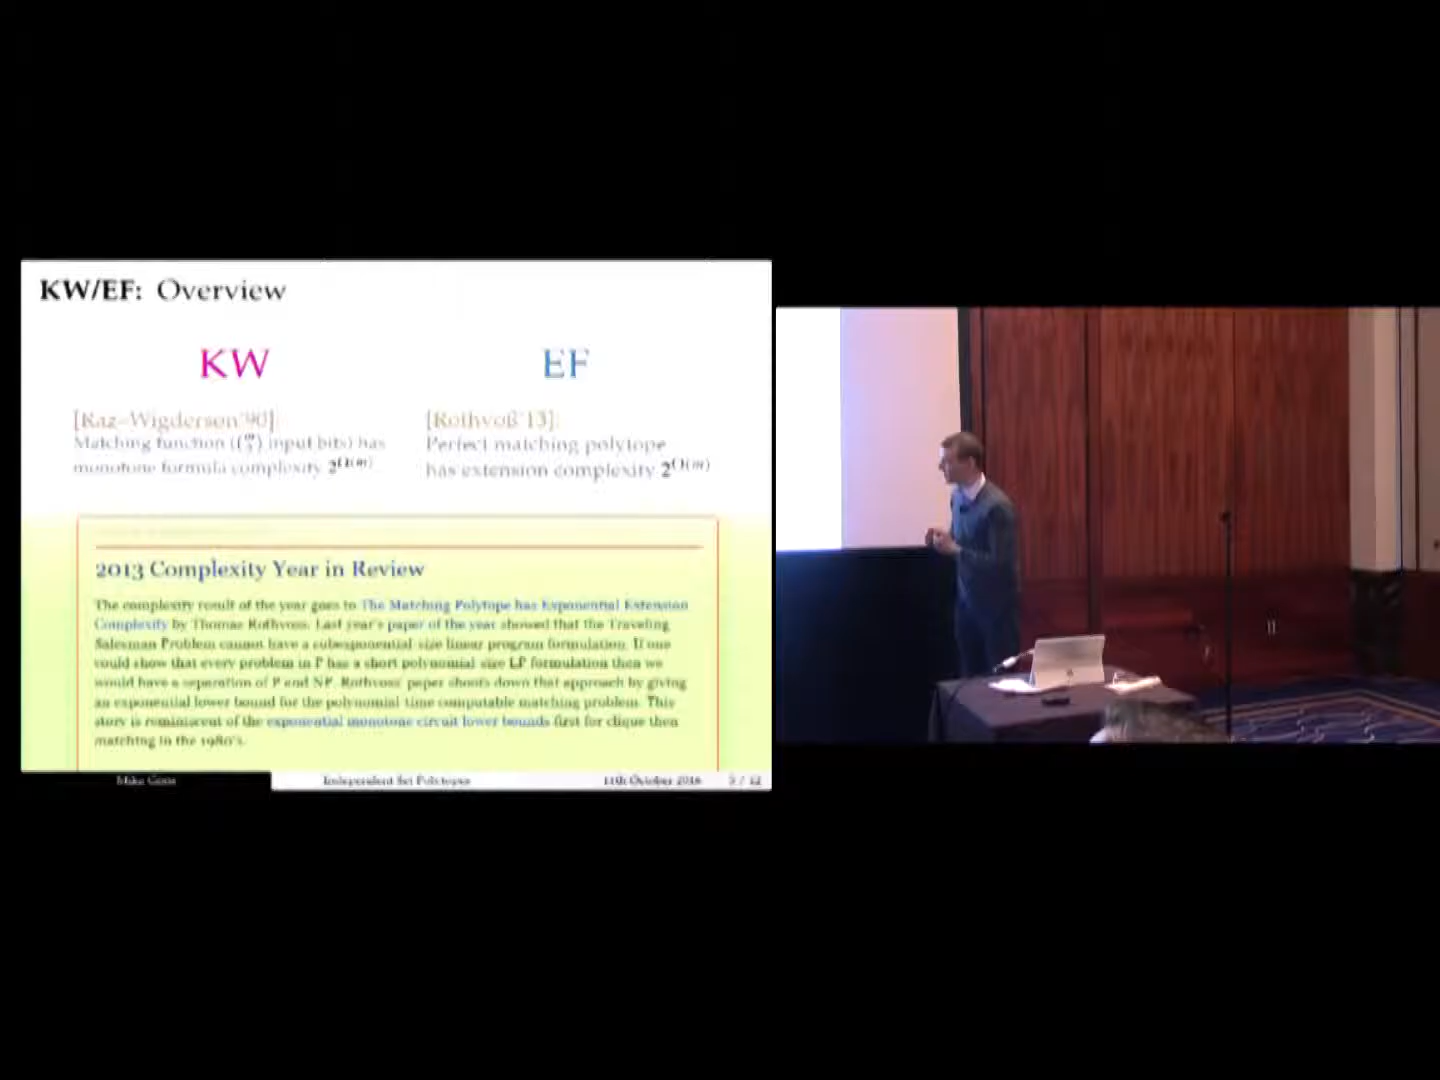 KW/EF: Overview
KW
EF
[Raz–Wigderson'90]:
Matching function ((m 2) input bits) has
monotone formula complexity 2^Ω(m)
[Rothvoß'13]:
Perfect matching polytope
has extension complexity 2^Ω(m)
2013 Complexity Year in Review
The complexity result of the year goes to The Matching Polytope has Exponential Extension
Complexity by Thomas Rothvoss. Last year's paper of the year showed that the Traveling
Salesman Problem cannot have a subexponential-size linear program formulation. If one
could show that every problem in P has a short polynomial-size LP formulation then we
would have a separation of P and NP. Rothvoss' paper shoots down that approach by giving
an exponential lower bound for the polynomial-time computable matching problem. This
story is reminiscent of the exponential monotone circuit lower bounds first for clique then
matching in the 1980's.
Mika Göös
Independent Set Polytopes
11th October 2016
5 / 12